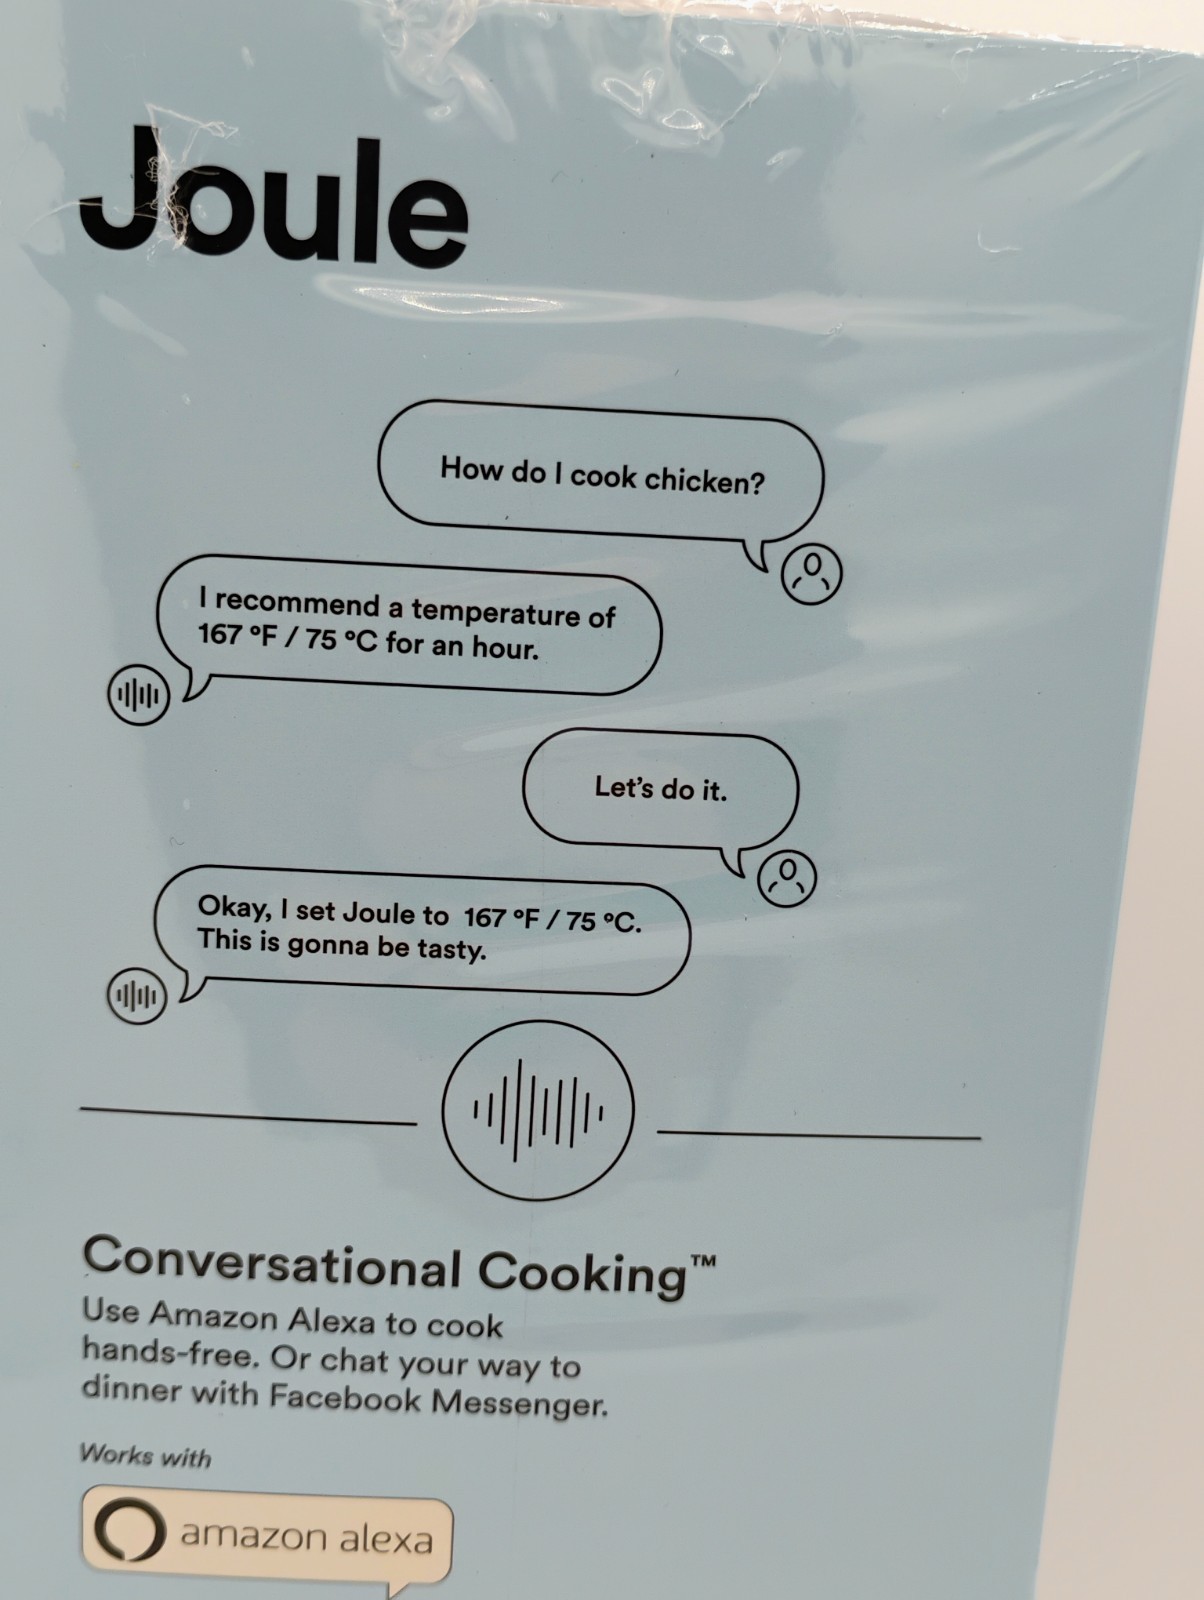 Joule
How do I cook chicken?
I recommend a temperature of
167 °F / 75 °C for an hour.
Let's do it.
Okay, I set Joule to 167 °F / 75 °C.
This is gonna be tasty.
Conversational Cooking™
Use Amazon Alexa to cook
hands-free. Or chat your way to
dinner with Facebook Messenger.
Works with
amazon alexa